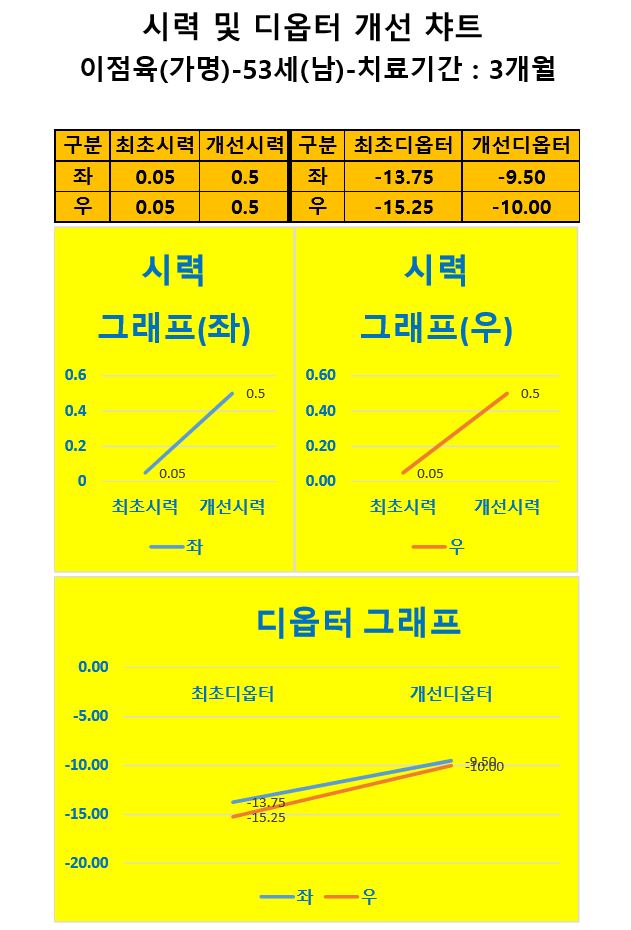 시력 및 디옵터 개선 챠트
이점육(가명)-53세(남)-치료기간 : 3개월
구분 최초시력 개선시력 구분 최초디옵터 개선디옵터
좌 0.05 0.5 좌 -13.75 -9.50
우 0.05 0.5 우 -15.25 -10.00
시력
그래프(좌)
0.6
0.4
0.2
0
0.5
0.05
최초시력 개선시력
좌
시력
그래프(우)
0.60
0.40
0.20
0.00
0.5
0.05
최초시력 개선시력
우
디옵터 그래프
0.00
-5.00
-10.00
-15.00
-20.00
최초디옵터 개선디옵터
-9.50
-10.00
-13.75
-15.25
좌 우